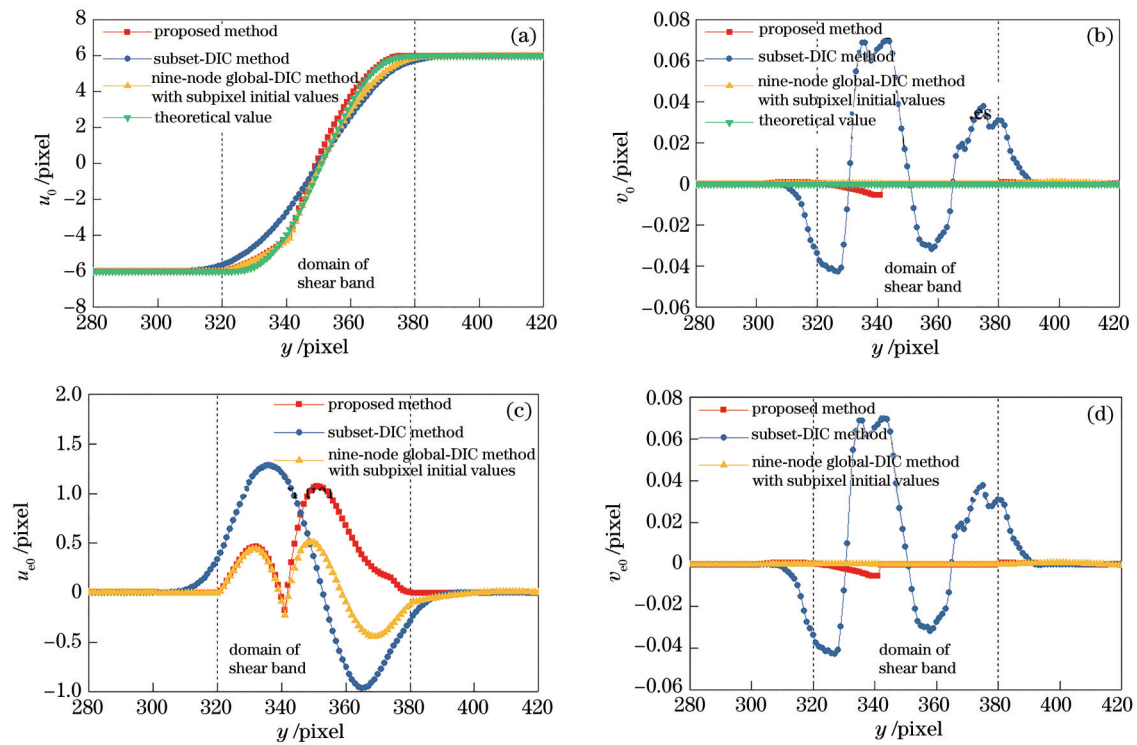 (a)
proposed method
subset-DIC method
nine-node global-DIC method
with subpixel initial values
theoretical value
8
6
4
2
0
−2
−4
−6
−8
u0 /pixel
domain of
shear band
280 300 320 340 360 380 400 420
y /pixel
(b)
proposed method
subset-DIC method
nine-node global-DIC method
with subpixel initial values
theoretical value
.es
0.08
0.06
0.04
0.02
0
−0.02
−0.04
−0.06
v0 /pixel
domain of
shear band
280 300 320 340 360 380 400 420
y /pixel
(c)
proposed method
subset-DIC method
nine-node global-DIC method
with subpixel initial values
2.0
1.5
1.0
0.5
0
−0.5
−1.0
ue0 /pixel
domain of
shear band
280 300 320 340 360 380 400 420
y /pixel
(d)
proposed method
subset-DIC method
nine-node global-DIC method
with subpixel initial values
0.08
0.06
0.04
0.02
0
−0.02
−0.04
−0.06
ve0 /pixel
domain of
shear band
280 300 320 340 360 380 400 420
y /pixel